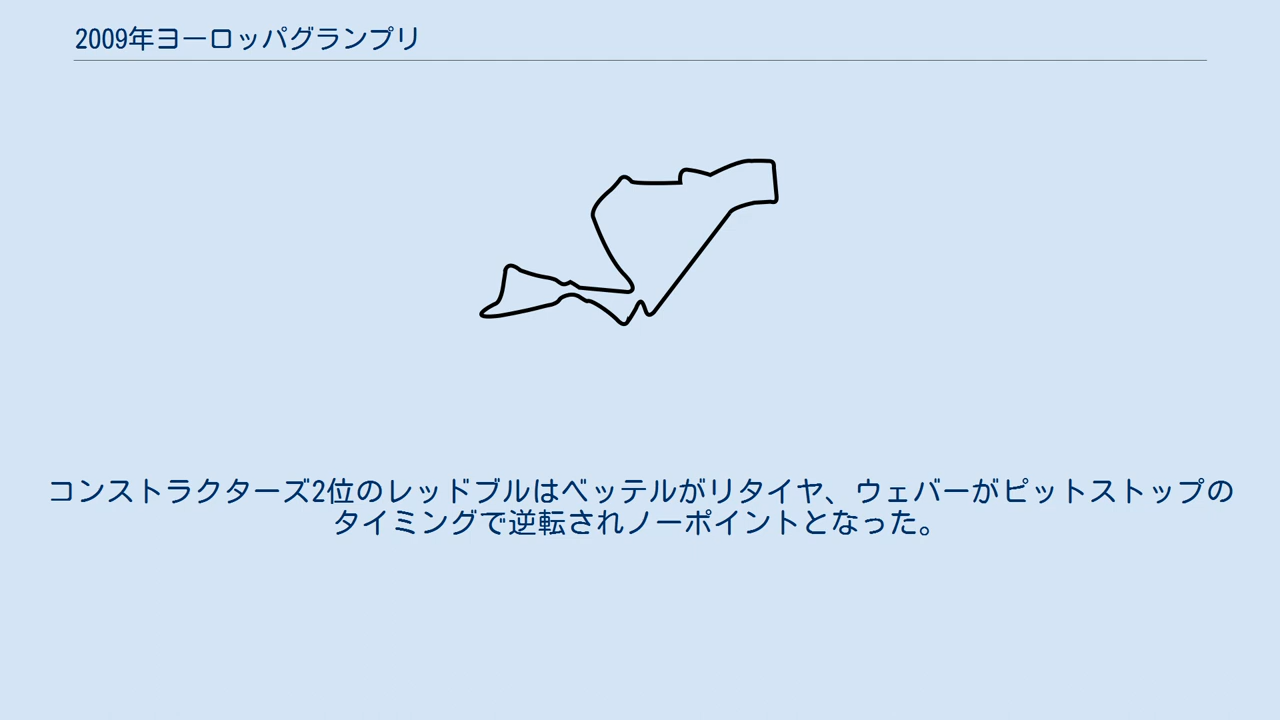 2009年ヨーロッパグランプリ
コンストラクターズ2位のレッドブルはベッテルがリタイヤ、ウェバーがピットストップの
タイミングで逆転されノーポイントとなった。